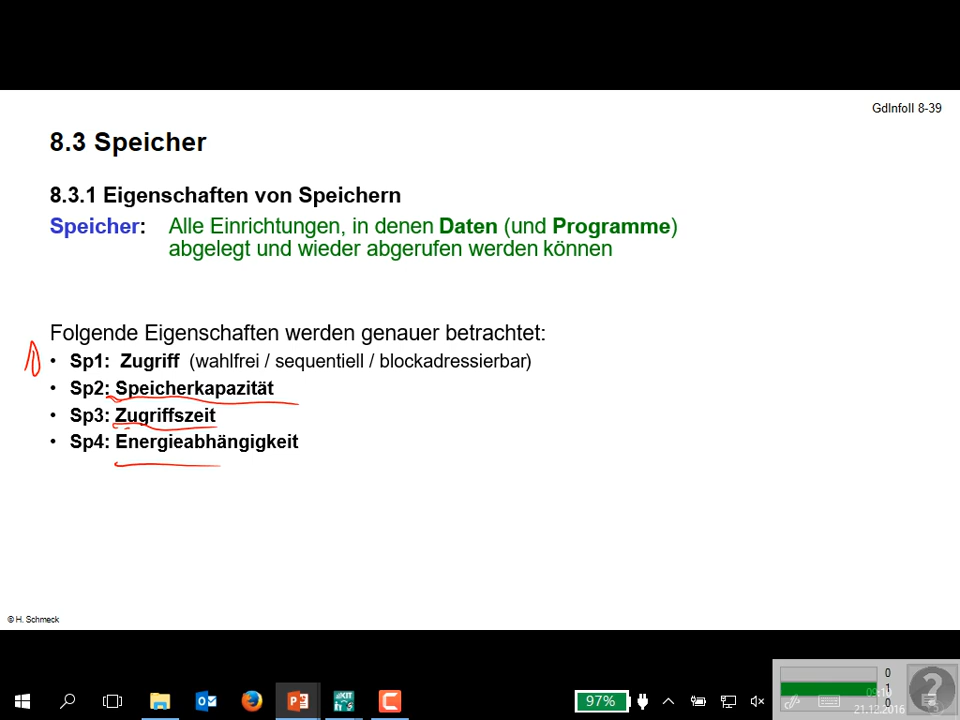 GdInfoII 8-39
8.3 Speicher
8.3.1 Eigenschaften von Speichern
Speicher: Alle Einrichtungen, in denen Daten (und Programme)
abgelegt und wieder abgerufen werden können
Folgende Eigenschaften werden genauer betrachtet:
• Sp1: Zugriff (wahlfrei / sequentiell / blockadressierbar)
• Sp2: Speicherkapazität
• Sp3: Zugriffszeit
• Sp4: Energieabhängigkeit
© H. Schmeck
97%
0
1
0
21.12.2016